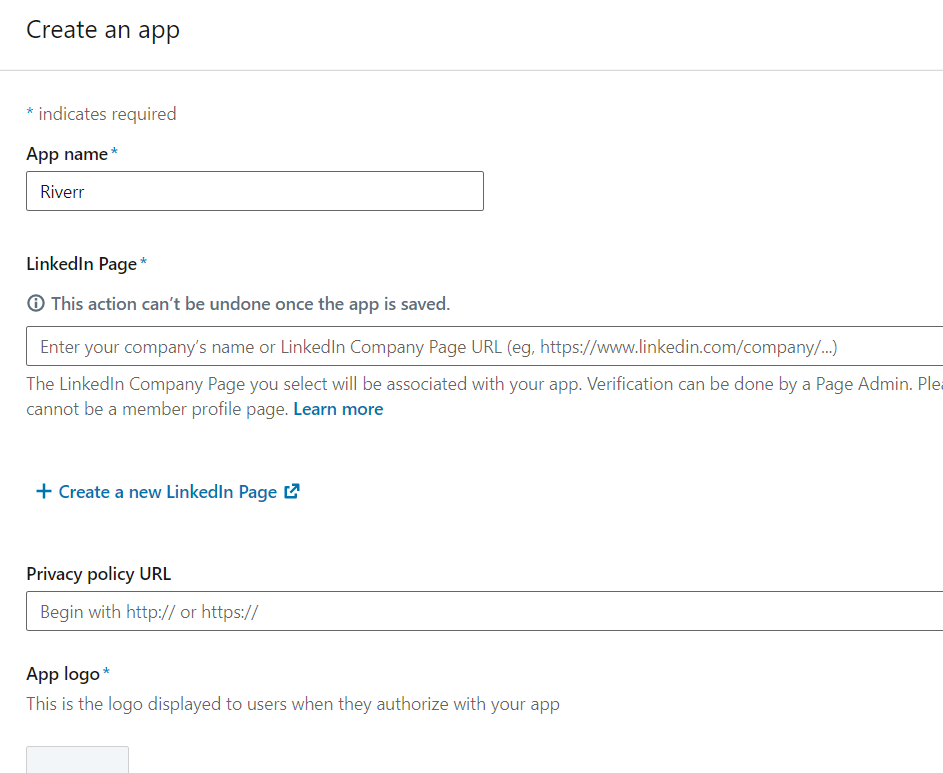 Create an app
* indicates required
App name*
Riverr
LinkedIn Page*
This action can't be undone once the app is saved.
Enter your company's name or LinkedIn Company Page URL (eg, https://www.linkedin.com/company/...)
The LinkedIn Company Page you select will be associated with your app. Verification can be done by a Page Admin.
cannot be a member profile page. Learn more
+ Create a new LinkedIn Page
Privacy policy URL
Begin with http:// or https://
App logo*
This is the logo displayed to users when they authorize with your app